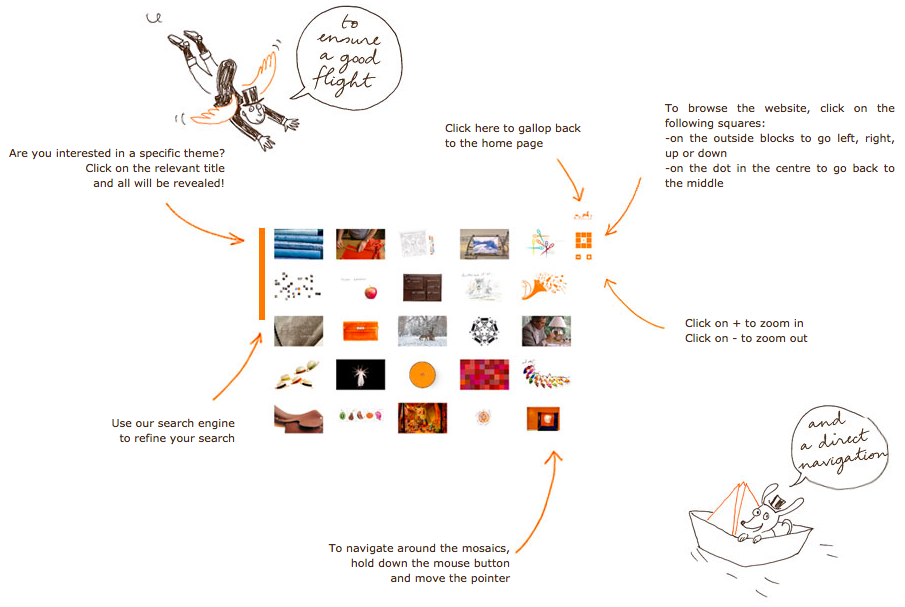 to
ensure
a good
flight
To browse the website, click on the
following squares:
-on the outside blocks to go left, right,
up or down
-on the dot in the centre to go back to
the middle
Click here to gallop back
to the home page
Are you interested in a specific theme?
Click on the relevant title
and all will be revealed!
Click on + to zoom in
Click on - to zoom out
Use our search engine
to refine your search
and
a direct
navigation
To navigate around the mosaics,
hold down the mouse button
and move the pointer